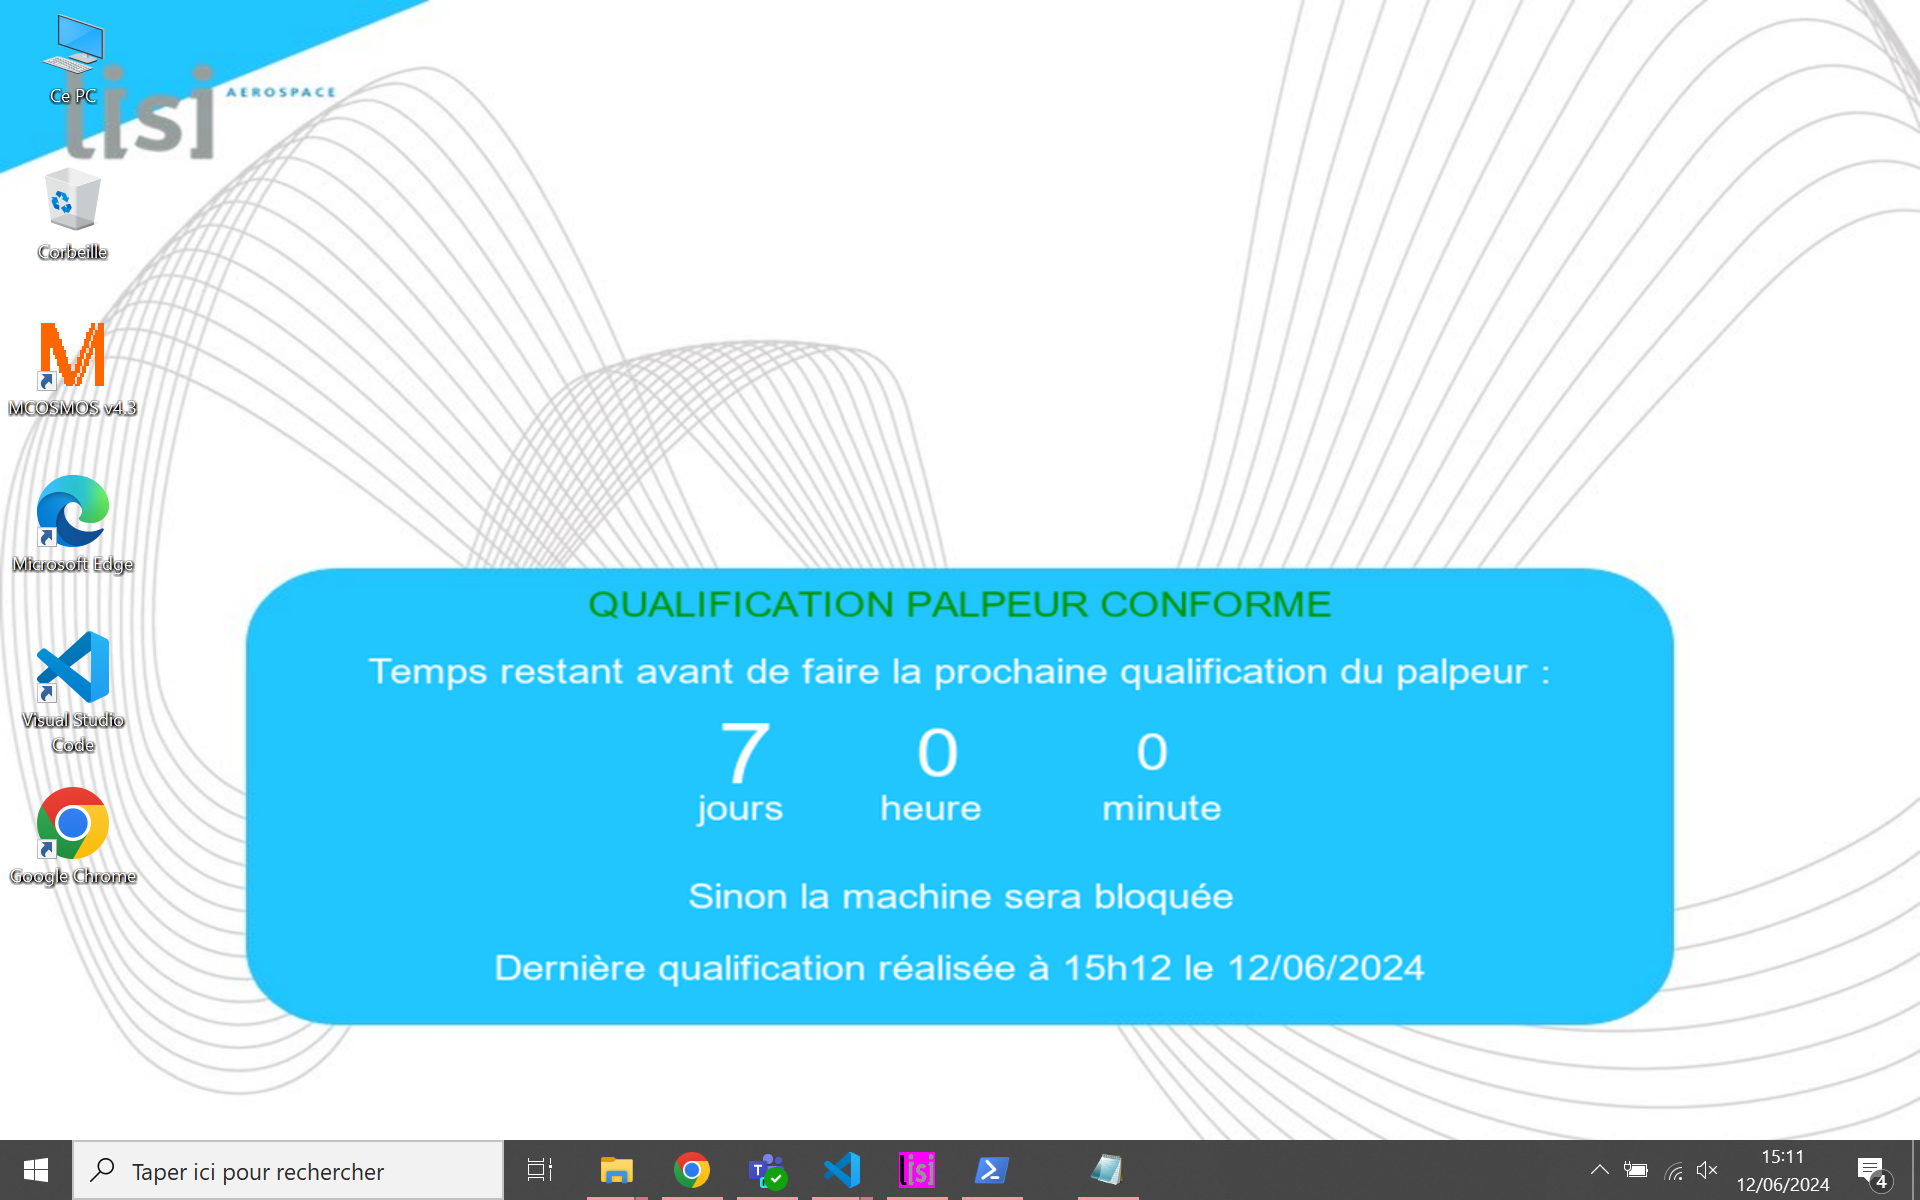 Ce PC
lisi AEROSPACE
Corbeille
MCOSMOS v4.3
Microsoft Edge
Visual Studio
Code
Google Chrome
QUALIFICATION PALPEUR CONFORME
Temps restant avant de faire la prochaine qualification du palpeur :
7 0 0
jours heure minute
Sinon la machine sera bloquée
Dernière qualification réalisée à 15h12 le 12/06/2024
Taper ici pour rechercher
lisi
15:11
12/06/2024
4